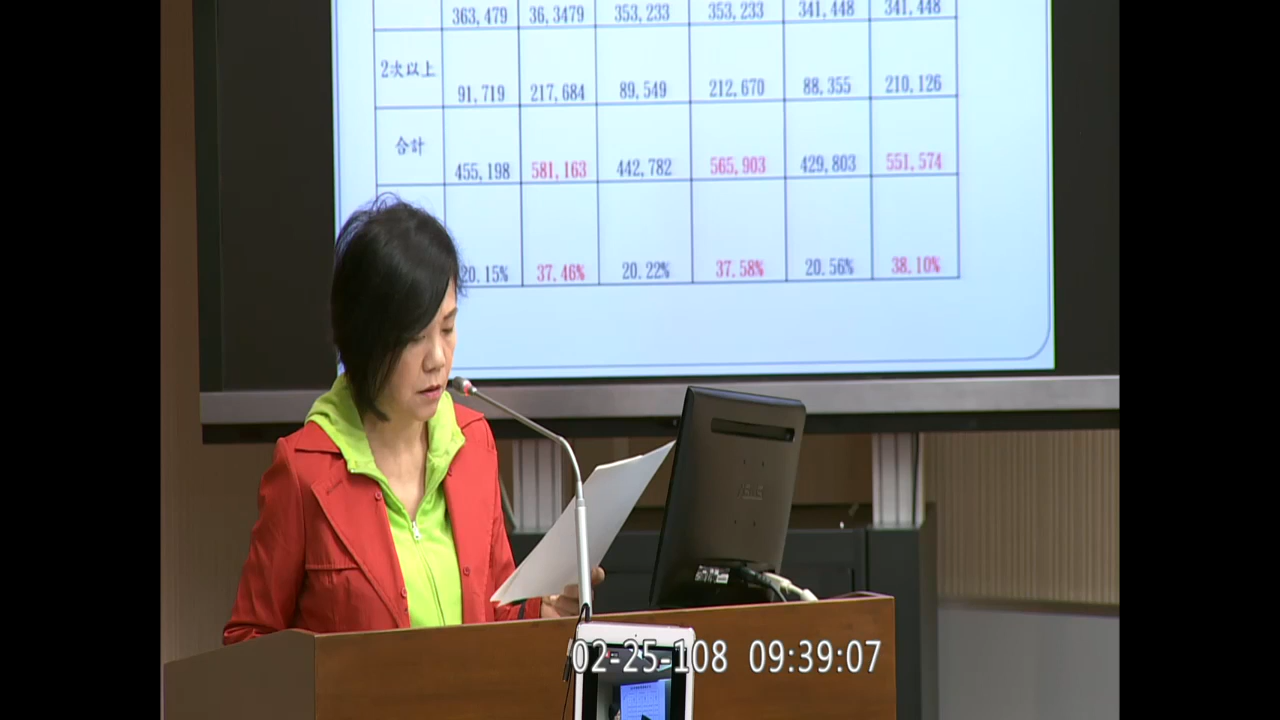 363,479 36,3479 353,233 353,233 341,448 341,448
2次以上 91,719 217,684 89,549 212,670 88,355 210,126
合計 455,198 581,163 442,782 565,903 429,803 551,574
20.15% 37.46% 20.22% 37.58% 20.56% 38.10%
02-25-108 09:39:07